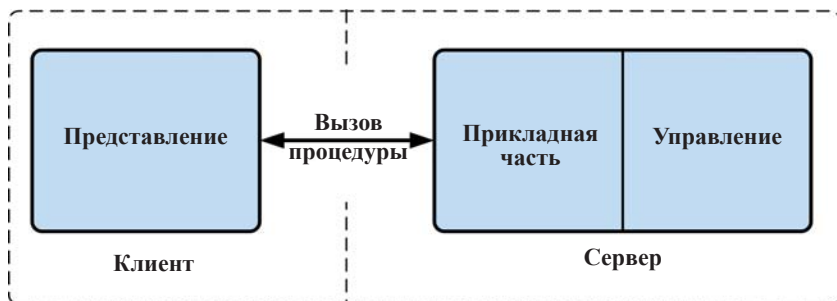 Представление
Вызов
процедуры
Прикладная
часть
Управление
Клиент
Сервер